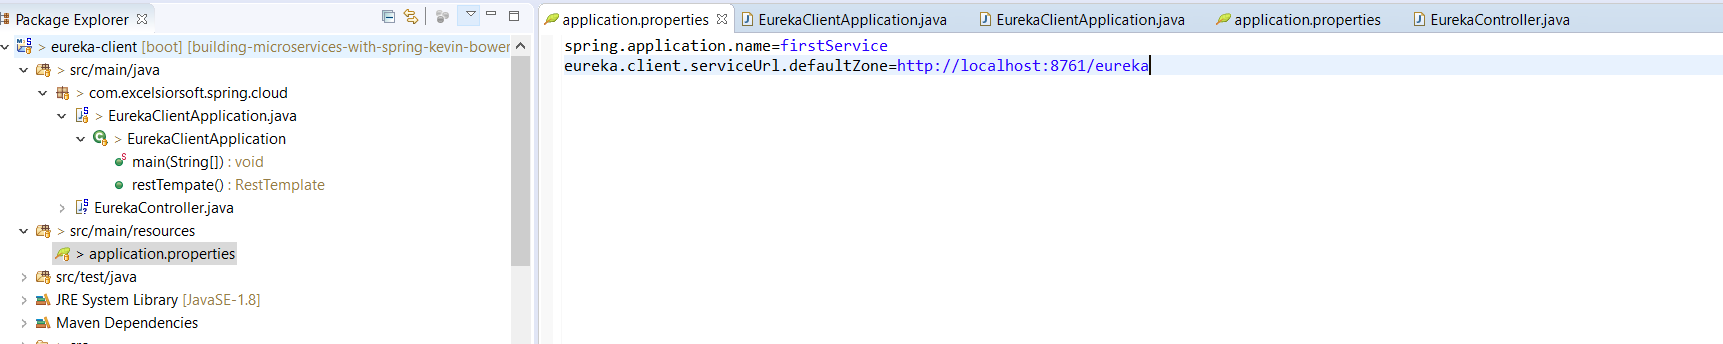 Package Explorer
> eureka-client [boot] [building-microservices-with-spring-kevin-bower
> src/main/java
> com.excelsiorsoft.spring.cloud
> EurekaClientApplication.java
> EurekaClientApplication
main(String[]) : void
restTempate() : RestTemplate
EurekaController.java
> src/main/resources
> application.properties
src/test/java
JRE System Library [JavaSE-1.8]
Maven Dependencies
application.properties
EurekaClientApplication.java
EurekaClientApplication.java
application.properties
EurekaController.java
spring.application.name=firstService
eureka.client.serviceUrl.defaultZone=http://localhost:8761/eureka